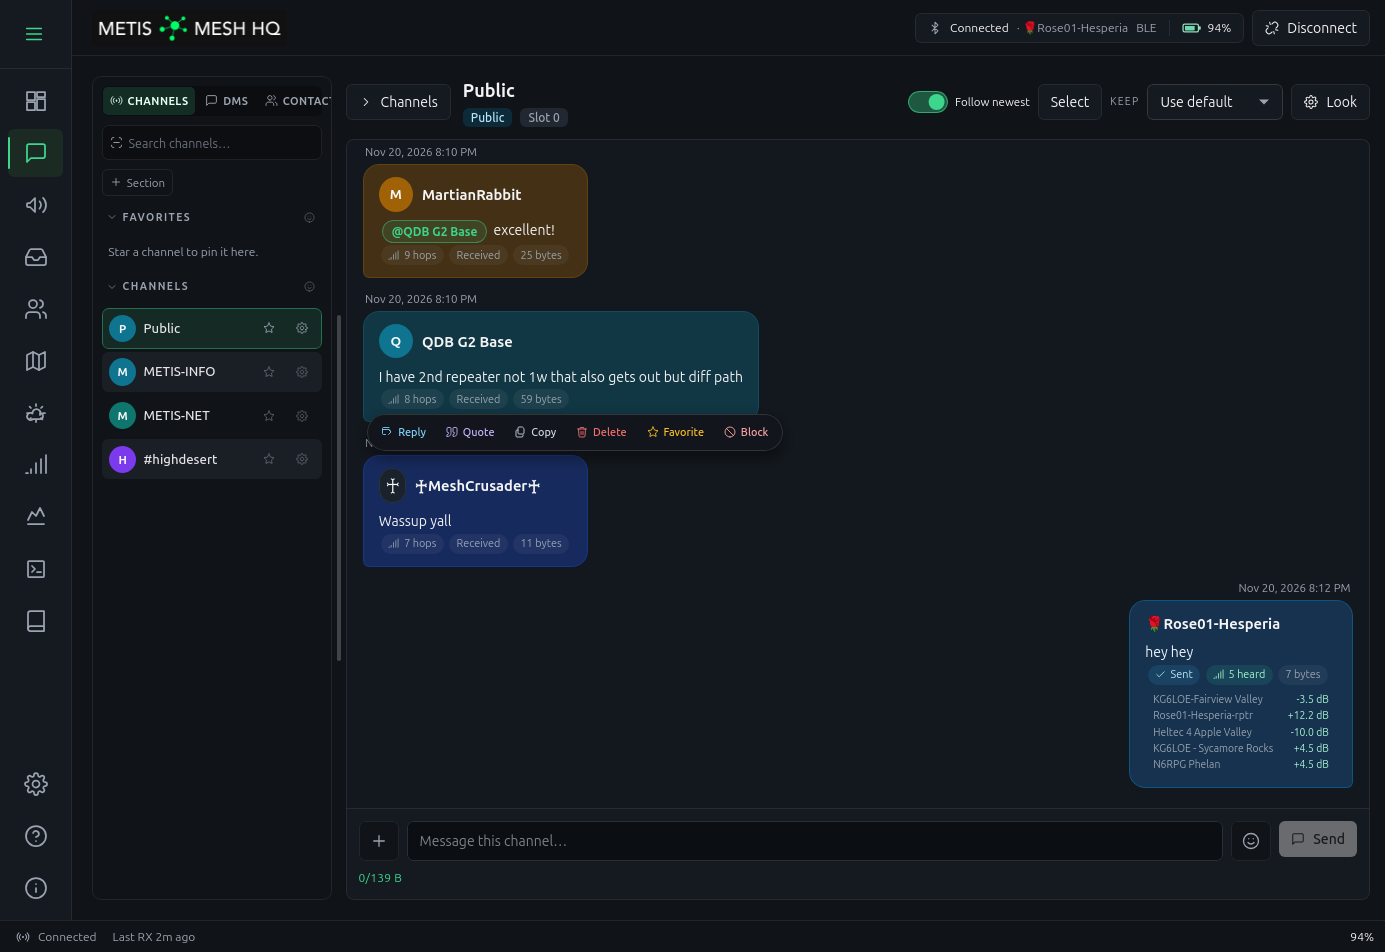 METIS MESH HQ
Connected · 🌹Rose01-Hesperia BLE 94%
Disconnect
CHANNELS DMS CONTACT
Search channels…
+ Section
FAVORITES
Star a channel to pin it here.
CHANNELS
P Public
M METIS-INFO
M METIS-NET
H #highdesert
Channels
Public
Public Slot 0
Follow newest
Select
KEEP
Use default
Look
Nov 20, 2026 8:10 PM
M MartianRabbit
@QDB G2 Base excellent!
9 hops Received 25 bytes
Nov 20, 2026 8:10 PM
Q QDB G2 Base
I have 2nd repeater not 1w that also gets out but diff path
8 hops Received 59 bytes
Reply Quote Copy Delete Favorite Block
☩ ☩MeshCrusader☩
Wassup yall
7 hops Received 11 bytes
Nov 20, 2026 8:12 PM
🌹Rose01-Hesperia
hey hey
✓ Sent 5 heard 7 bytes
KG6LOE-Fairview Valley -3.5 dB
Rose01-Hesperia-rptr +12.2 dB
Heltec 4 Apple Valley -10.0 dB
KG6LOE - Sycamore Rocks +4.5 dB
N6RPG Phelan +4.5 dB
Message this channel…
Send
0/139 B
Connected Last RX 2m ago
94%